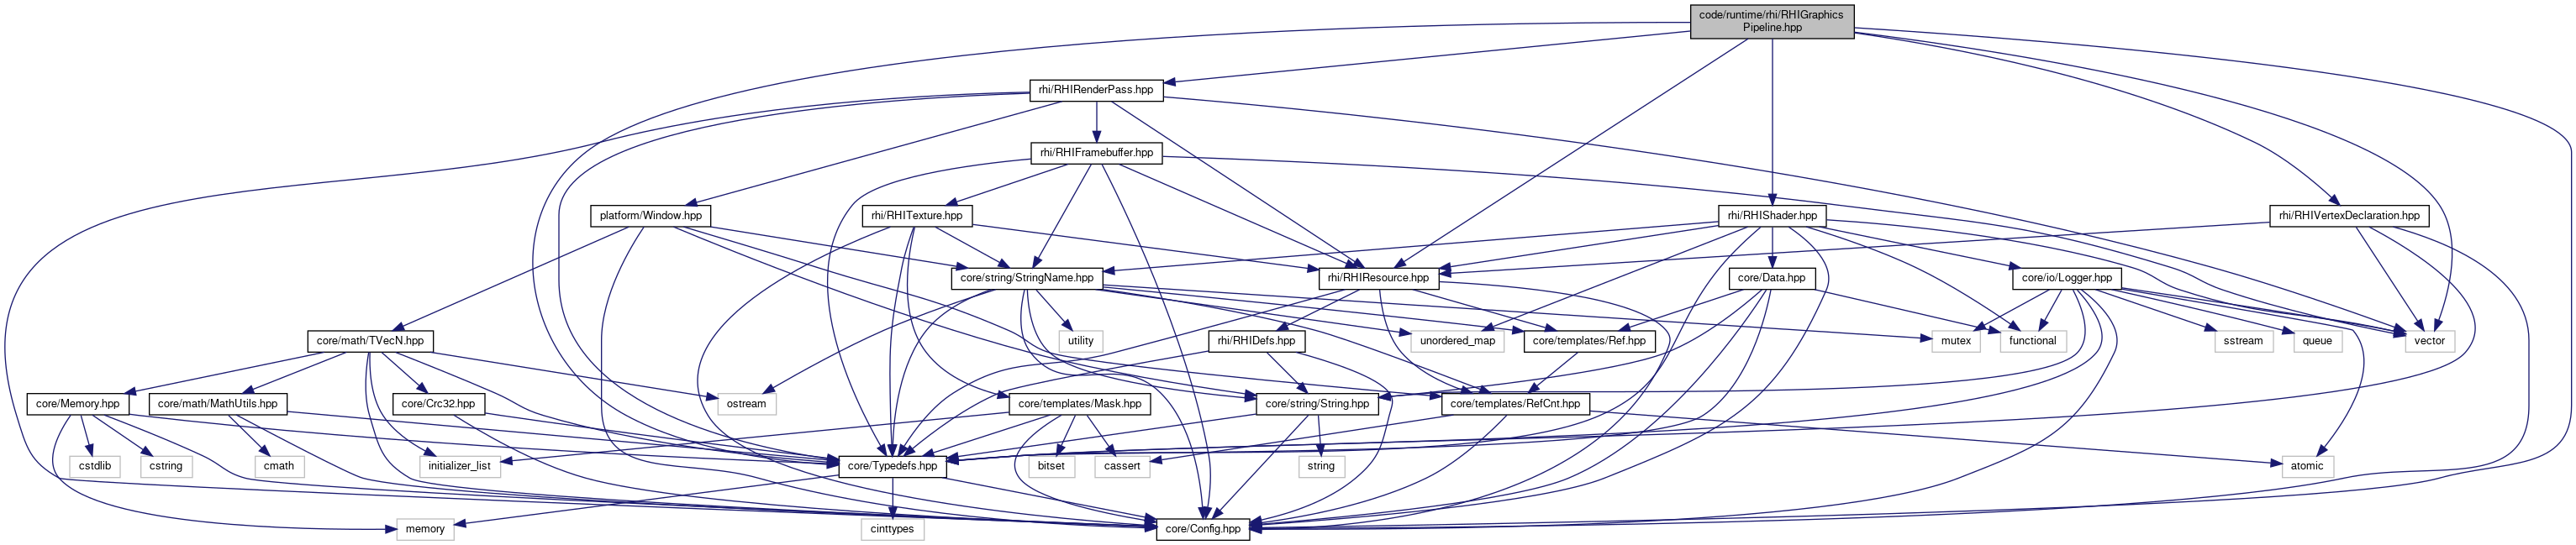 code/runtime/rhi/RHIGraphics
Pipeline.hpp
rhi/RHIRenderPass.hpp
rhi/RHIFramebuffer.hpp
platform/Window.hpp
rhi/RHITexture.hpp
rhi/RHIShader.hpp
rhi/RHIVertexDeclaration.hpp
core/string/StringName.hpp
rhi/RHIResource.hpp
core/Data.hpp
core/io/Logger.hpp
core/math/TVecN.hpp
utility
rhi/RHIDefs.hpp
unordered_map
core/templates/Ref.hpp
mutex
functional
sstream
queue
vector
core/Memory.hpp
core/math/MathUtils.hpp
core/Crc32.hpp
ostream
core/templates/Mask.hpp
core/string/String.hpp
core/templates/RefCnt.hpp
cstdlib
cstring
cmath
initializer_list
core/Typedefs.hpp
bitset
cassert
string
atomic
memory
cinttypes
core/Config.hpp